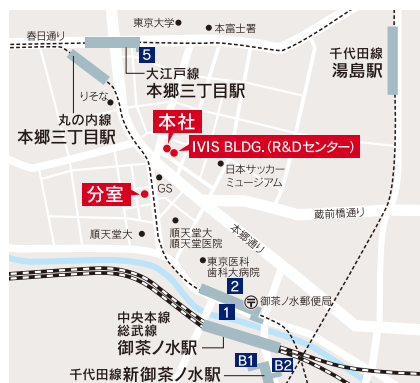 東京大学
本富士署
春日通り
5
千代田線
湯島駅
大江戸線
本郷三丁目駅
りそな
丸の内線
本郷三丁目駅
本社
IVIS BLDG.(R&Dセンター)
日本サッカー
ミュージアム
GS
分室
蔵前橋通り
順天堂大
順天堂大
順天堂医院
本郷通り
東京医科
歯科大病院
2
御茶ノ水郵便局
1
中央本線
総武線
御茶ノ水駅
B1
B2
千代田線新御茶ノ水駅